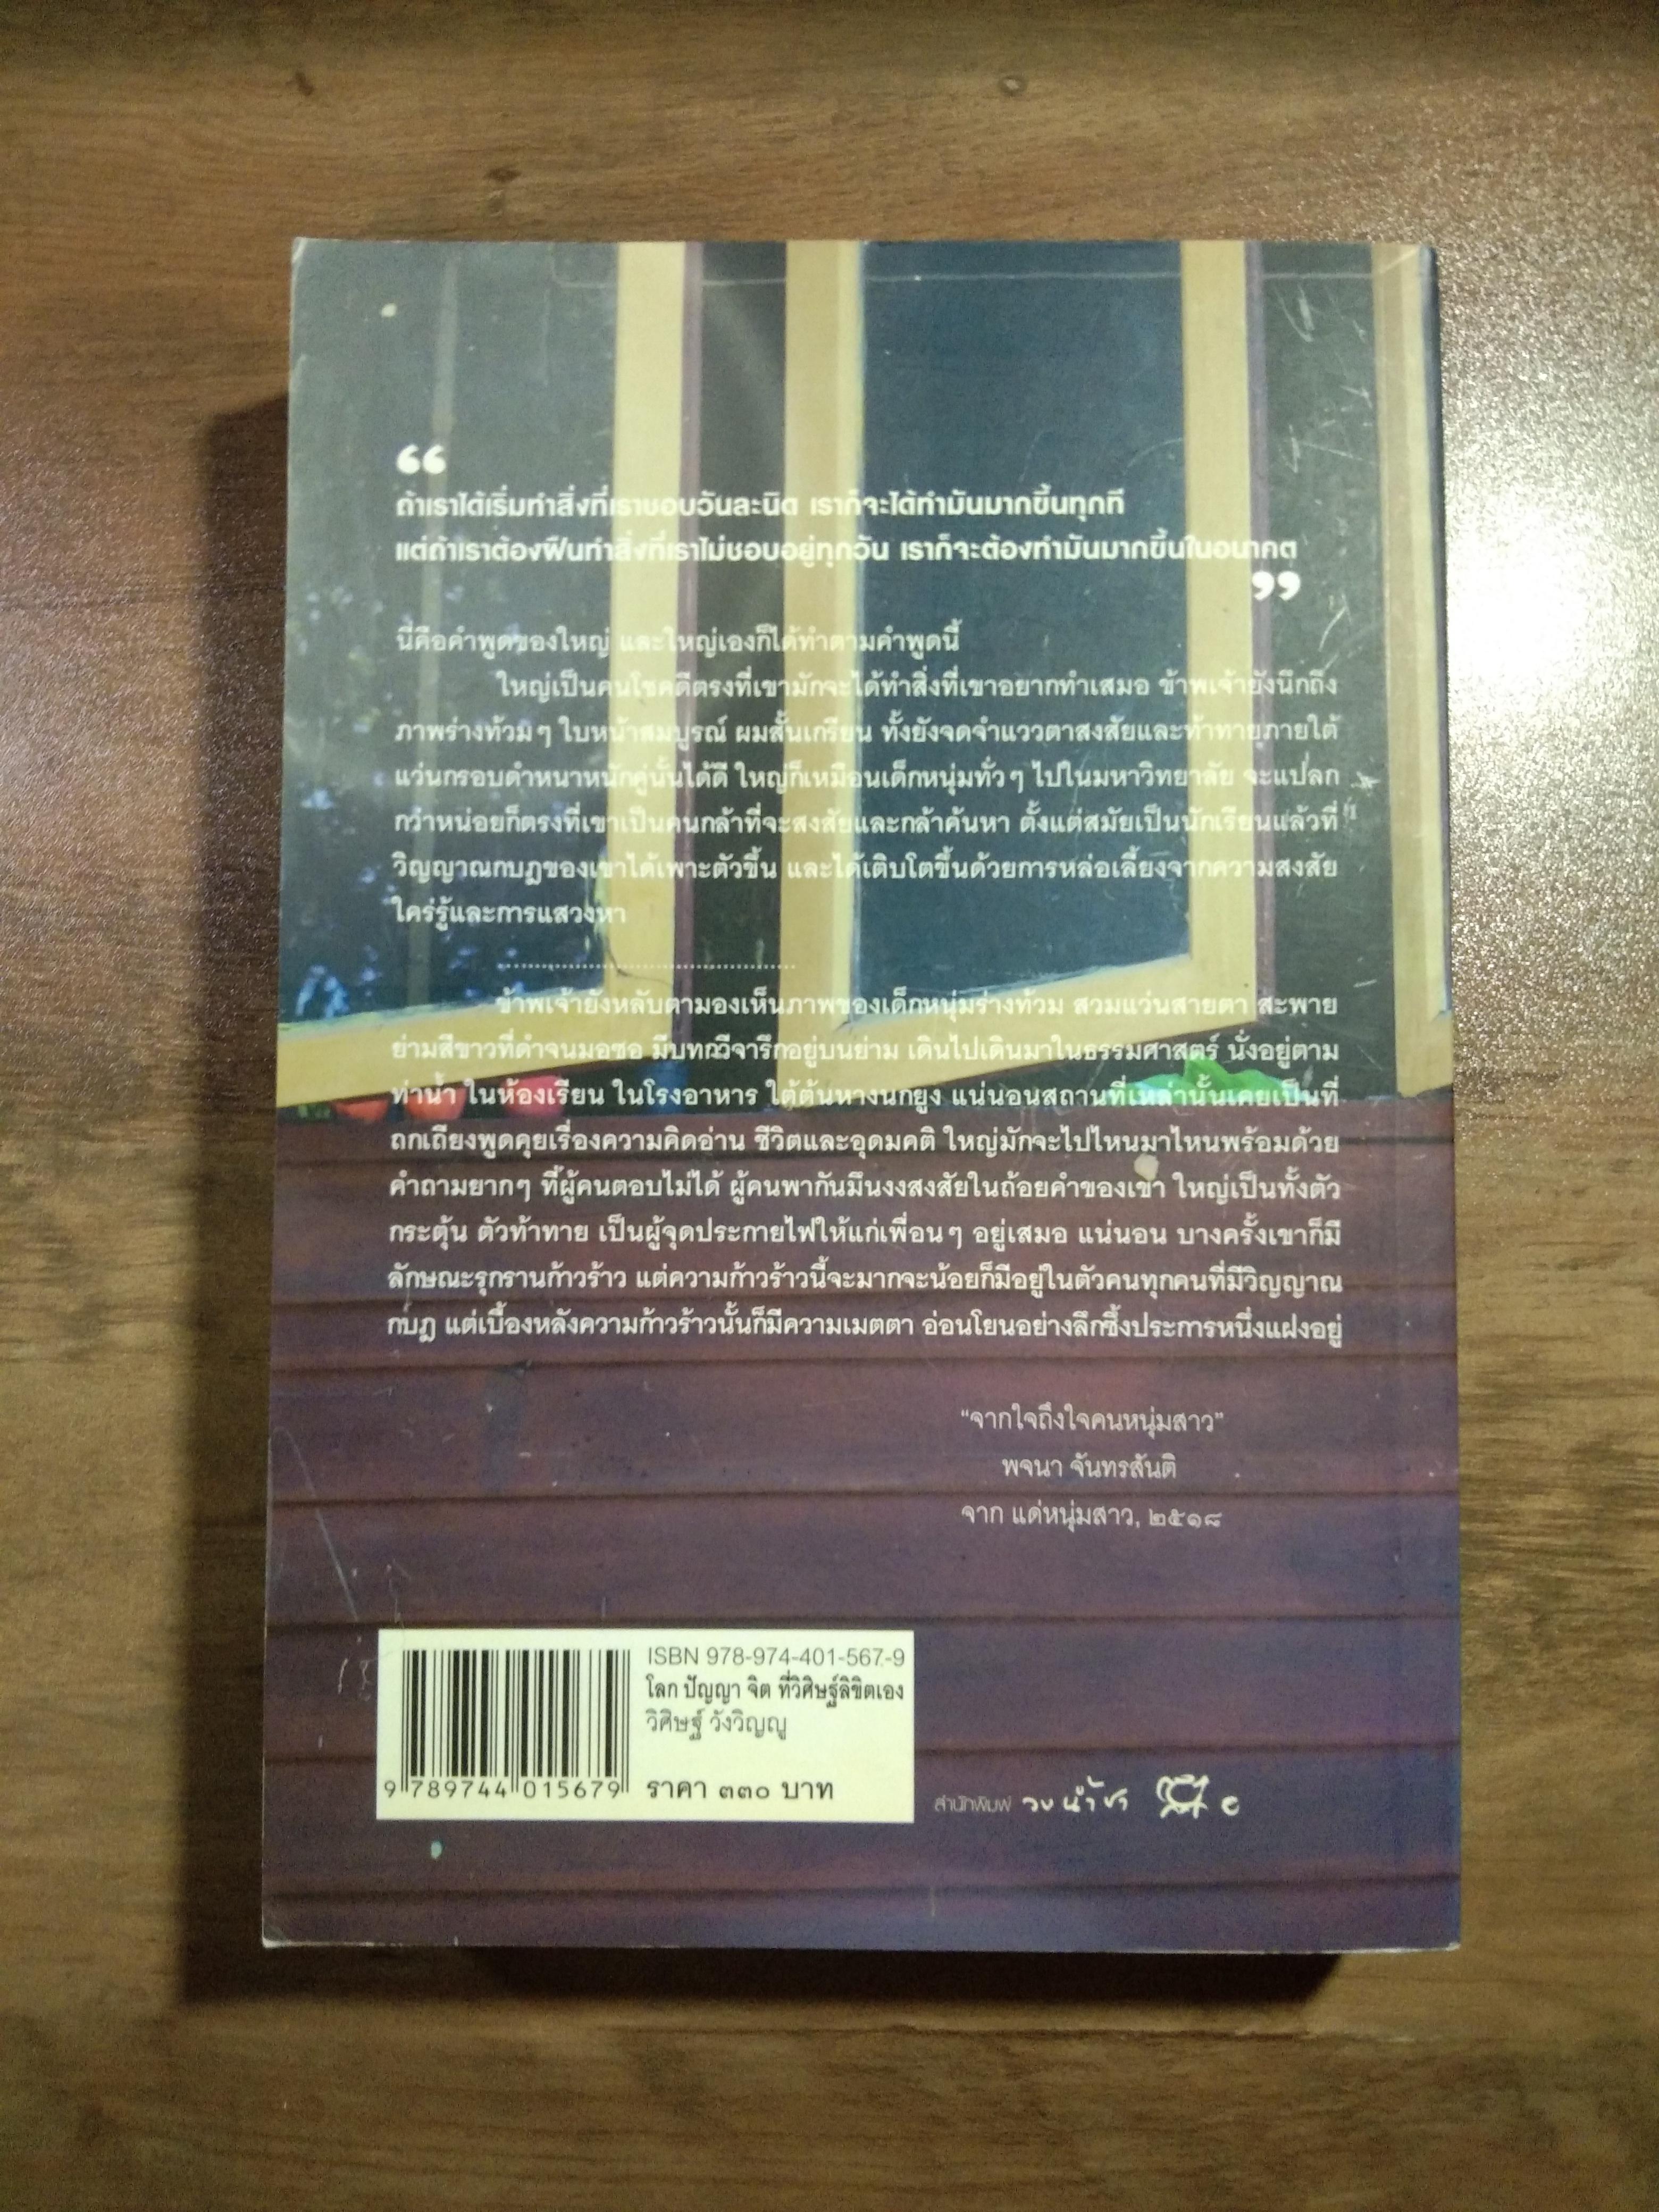 “
ถ้าเราได้เริ่มทำสิ่งที่เราชอบวันละนิด เราก็จะได้ทำมันมากขึ้นทุกที
แต่ถ้าเราต้องฝืนทำสิ่งที่เราไม่ชอบอยู่ทุกวัน เราก็จะต้องทำมันมากขึ้นในอนาคต
”
นี่คือคำพูดของใหญ่ และใหญ่เองก็ได้ทำตามคำพูดนี้
ใหญ่เป็นคนโชคดีตรงที่เขามักจะได้ทำสิ่งที่เขาอยากทำเสมอ ข้าพเจ้ายังนึกถึง
ภาพร่างท้วมๆ ใบหน้าสมบูรณ์ ผมสั้นเกรียน ทั้งยังจดจำแววตาสงสัยและท้าทายภายใต้
แว่นกรอบดำหนาหนักคู่นั้นได้ดี ใหญ่ก็เหมือนเด็กหนุ่มทั่วๆ ไปในมหาวิทยาลัย จะแปลก
กว่าหน่อยก็ตรงที่เขาเป็นคนกล้าที่จะสงสัยและกล้าค้นหา ตั้งแต่สมัยเป็นนักเรียนแล้วที่
วิญญาณกบฎของเขาได้เพาะตัวขึ้น และได้เติบโตขึ้นด้วยการหล่อเลี้ยงจากความสงสัย
ใคร่รู้และการแสวงหา
..................................................
ข้าพเจ้ายังหลับตามองเห็นภาพของเด็กหนุ่มร่างท้วม สวมแว่นสายตา สะพาย
ย่ามสีขาวที่ดำจนมอซอ มีบทกวีจารึกอยู่บนย่าม เดินไปเดินมาในธรรมศาสตร์ นั่งอยู่ตาม
ท่าน้ำ ในห้องเรียน ในโรงอาหาร ใต้ต้นหางนกยูง แน่นอนสถานที่เหล่านั้นเคยเป็นที่
ถกเถียงพูดคุยเรื่องความคิดอ่าน ชีวิตและอุดมคติ ใหญ่มักจะไปไหนมาไหนพร้อมด้วย
คำถามยากๆ ที่ผู้คนตอบไม่ได้ ผู้คนพากันมึนงงสงสัยในถ้อยคำของเขา ใหญ่เป็นทั้งตัว
กระตุ้น ตัวท้าทาย เป็นผู้จุดประกายไฟให้แก่เพื่อนๆ อยู่เสมอ แน่นอน บางครั้งเขาก็มี
ลักษณะรุกรานก้าวร้าว แต่ความก้าวร้าวนี้จะมากจะน้อยก็มีอยู่ในตัวคนทุกคนที่มีวิญญาณ
กบฎ แต่เบื้องหลังความก้าวร้าวนั้นก็มีความเมตตา อ่อนโยนอย่างลึกซึ้งประการหนึ่งแฝงอยู่
“จากใจถึงใจคนหนุ่มสาว”
พจนา จันทรสันติ
จาก แด่หนุ่มสาว, ๒๕๑๘
ISBN 978-974-401-567-9
โลก ปัญญา จิต ที่วิศิษฐ์ลิขิตเอง
วิศิษฐ์ วังวิญญู
ราคา ๓๓๐ บาท
9 789744 015679
สำนักพิมพ์ วงน้ำชา